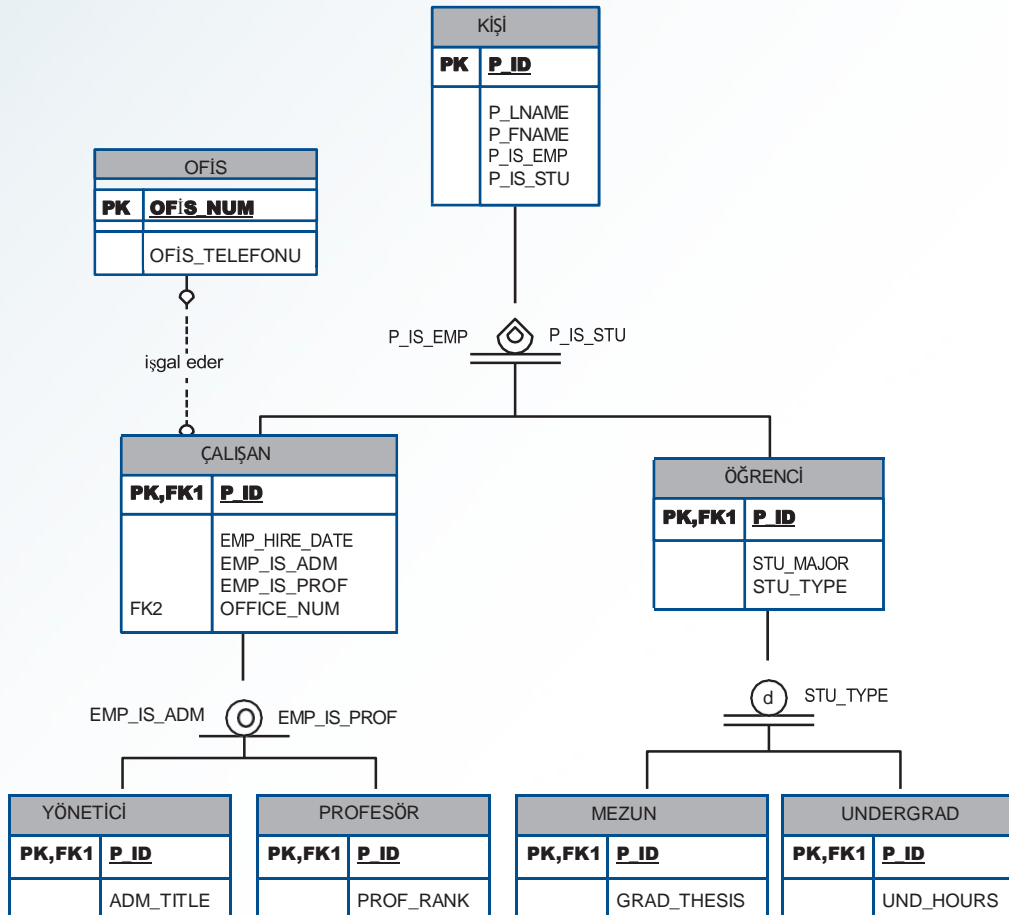 KİŞİ
PK P_ID
P_LNAME
P_FNAME
P_IS_EMP
P_IS_STU
OFİS
PK OFİS_NUM
OFİS_TELEFONU
işgal eder
P_IS_EMP O P_IS_STU
ÇALIŞAN
PK,FK1 P_ID
EMP_HIRE_DATE
EMP_IS_ADM
EMP_IS_PROF
FK2 OFFICE_NUM
ÖĞRENCİ
PK,FK1 P_ID
STU_MAJOR
STU_TYPE
EMP_IS_ADM O EMP_IS_PROF
d STU_TYPE
YÖNETİCİ
PK,FK1 P_ID
ADM_TITLE
PROFESÖR
PK,FK1 P_ID
PROF_RANK
MEZUN
PK,FK1 P_ID
GRAD_THESIS
UNDERGRAD
PK,FK1 P_ID
UND_HOURS